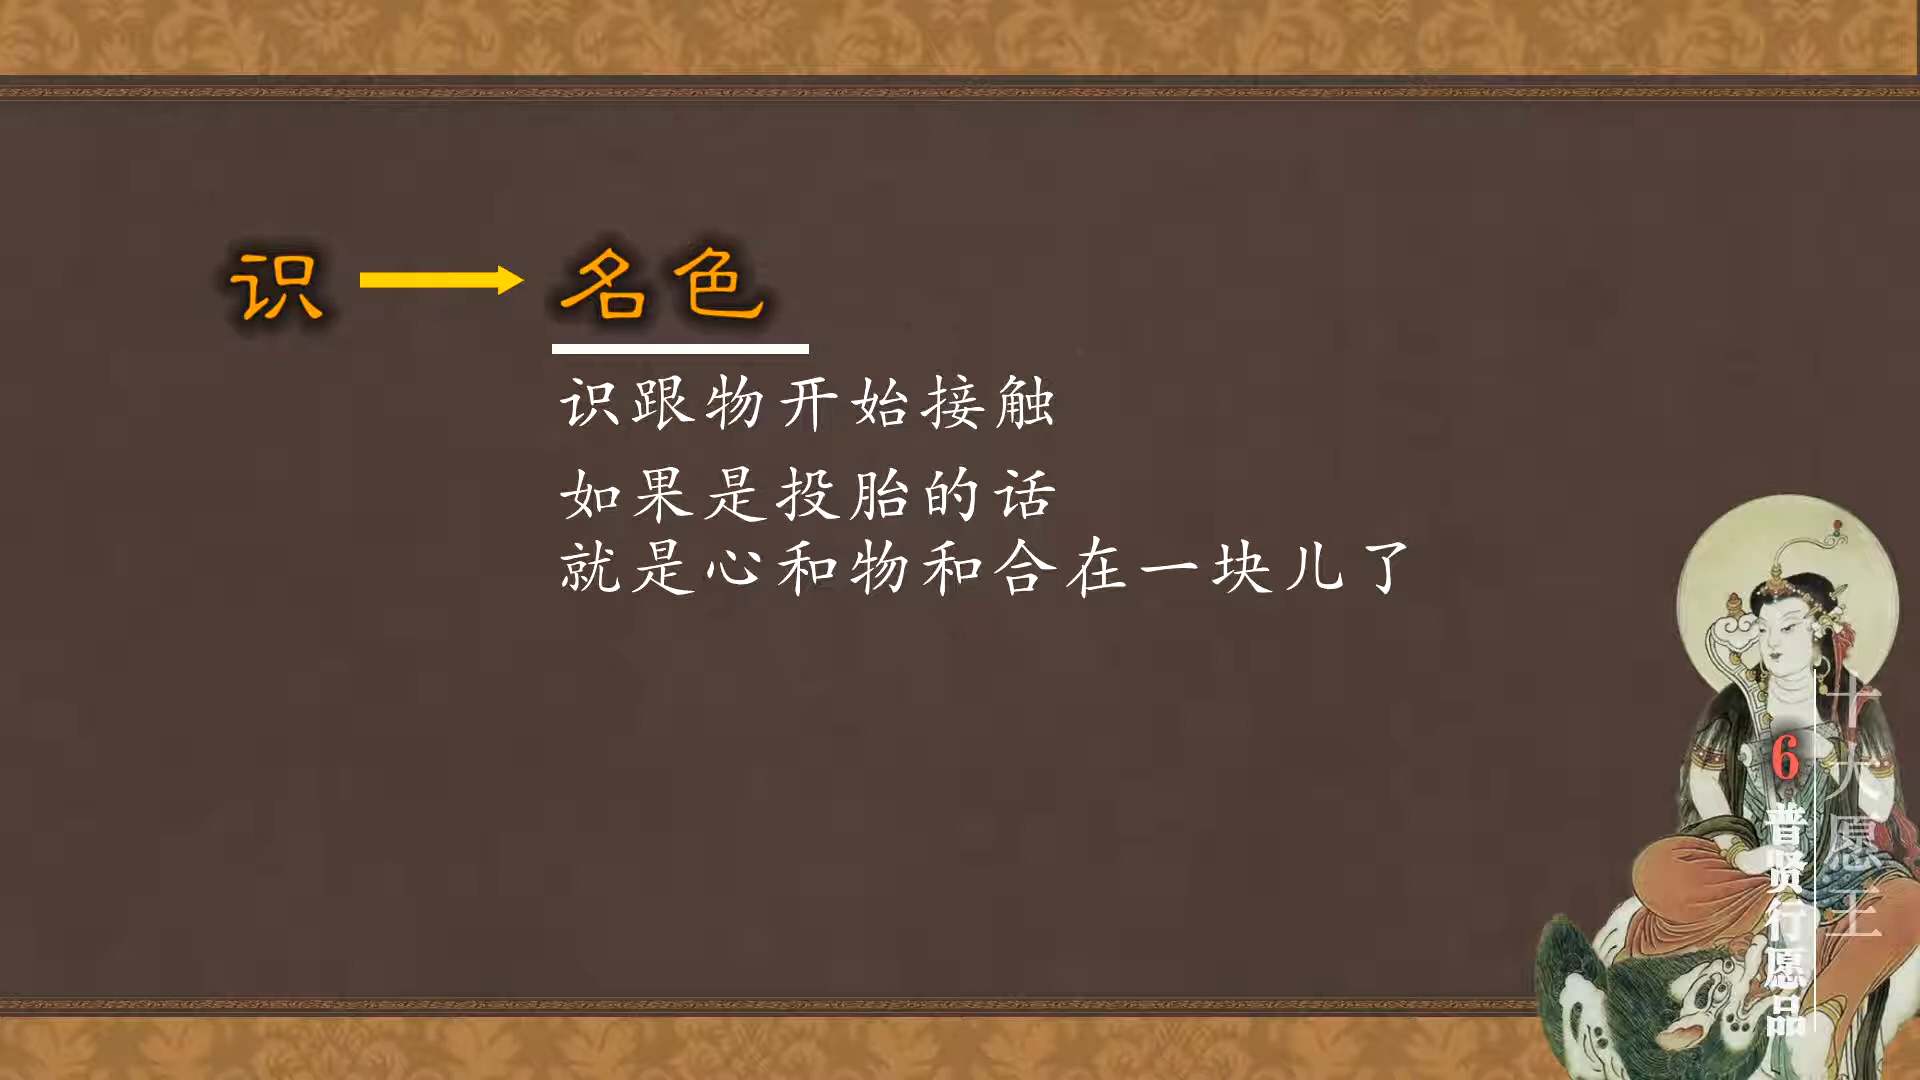 识 名色
识跟物开始接触
如果是投胎的话
就是心和物和合在一块儿了
十大愿王
6
普贤行愿品